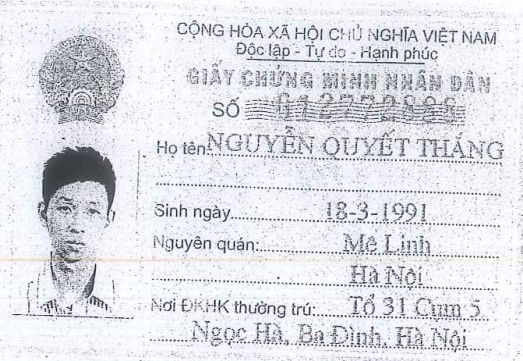 CỘNG HÒA XÃ HỘI CHỦ NGHĨA VIỆT NAM
Độc lập - Tự do - Hạnh phúc
GIẤY CHỨNG MINH NHÂN DÂN
SỐ 012772888
Họ tên: NGUYỄN QUYẾT THẮNG
Sinh ngày 18-3-1991
Nguyên quán: Mê Linh
Hà Nội
Nơi ĐKHK thường trú: Tổ 31 Cụm 5
Ngọc Hà, Ba Đình, Hà Nội